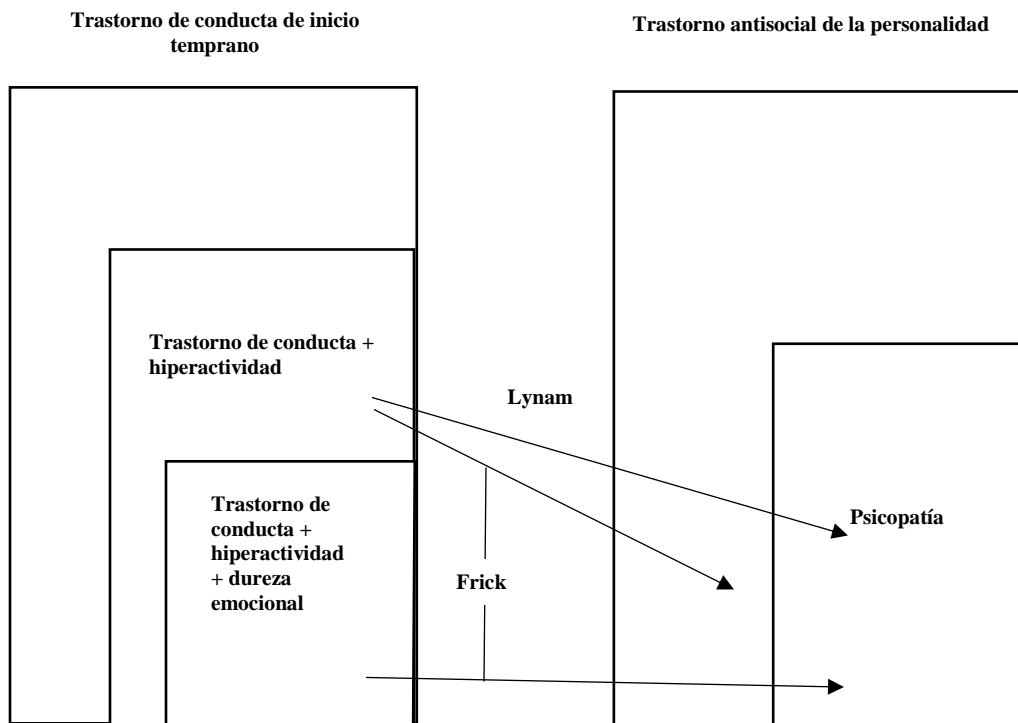 Trastorno de conducta de inicio
temprano
Trastorno antisocial de la personalidad
Trastorno de conducta +
hiperactividad
Lynam
Trastorno de
conducta +
hiperactividad
+ dureza
emocional
Psicopatía
Frick